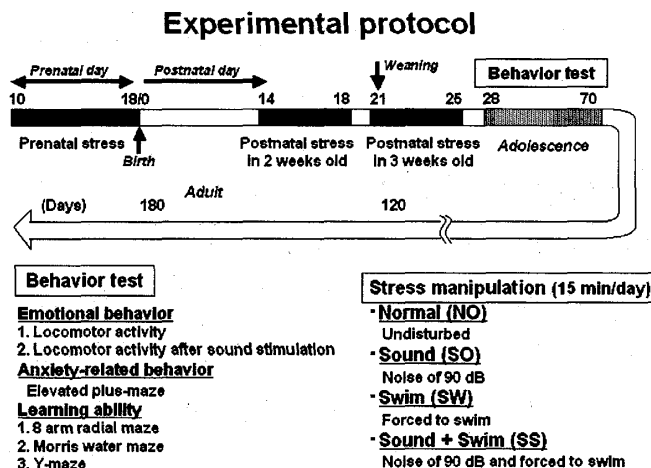 Experimental protocol
Prenatal day
Postnatal day
Weaning
Behavior test
10
18/0
14
18
21
26
28
70
Prenatal stress
Birth
Postnatal stress
in 2 weeks old
Postnatal stress
in 3 weeks old
Adolescence
Adult
(Days)
180
120
Behavior test
Emotional behavior
1. Locomotor activity
2. Locomotor activity after sound stimulation
Anxiety-related behavior
Elevated plus-maze
Learning ability
1. 8 arm radial maze
2. Morris water maze
3. Y-maze
Stress manipulation (15 min/day)
・Normal (NO)
Undisturbed
・Sound (SO)
Noise of 90 dB
・Swim (SW)
Forced to swim
・Sound + Swim (SS)
Noise of 90 dB and forced to swim